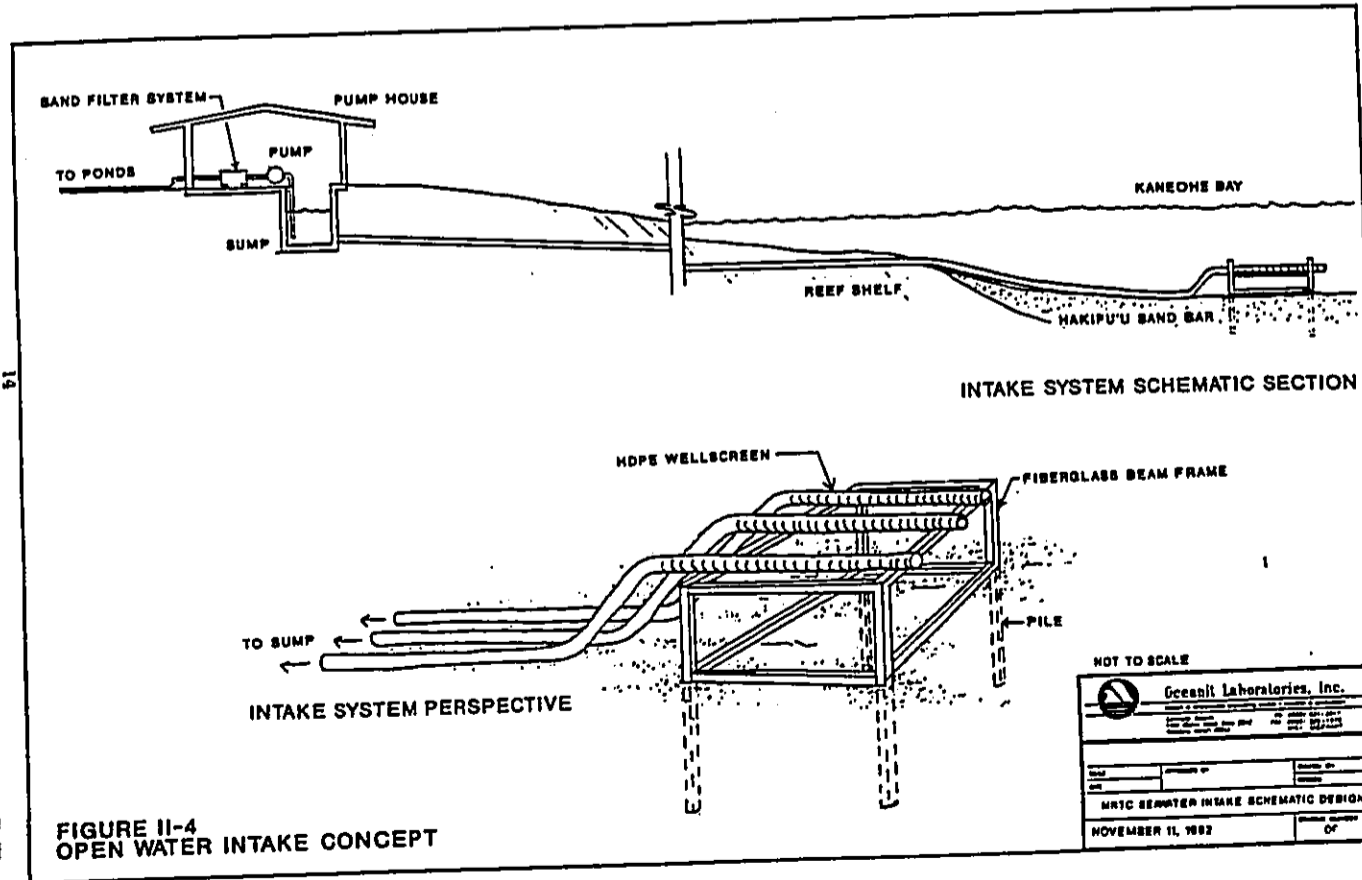 SAND FILTER SYSTEM
PUMP HOUSE
PUMP
TO PONDS
SUMP
KANEOHE BAY
REEF SHELF
HAKIPU'U SAND BAR
INTAKE SYSTEM SCHEMATIC SECTION
14
HDPE WELLSCREEN
FIBERGLASS BEAM FRAME
TO SUMP
PILE
INTAKE SYSTEM PERSPECTIVE
NOT TO SCALE
Oceanit Laboratories, Inc.
MRTC SEAWATER INTAKE SCHEMATIC DESIGN
NOVEMBER 11, 1992
OF
FIGURE II-4
OPEN WATER INTAKE CONCEPT